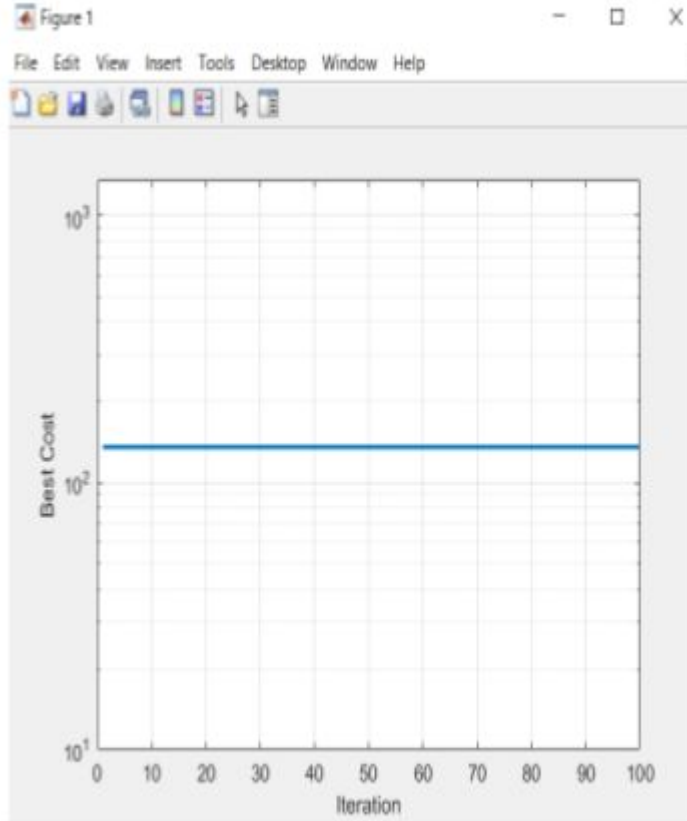 Figure 1
File Edit View Insert Tools Desktop Window Help
10³
Best Cost
10²
10¹
0 10 20 30 40 50 60 70 80 90 100
Iteration